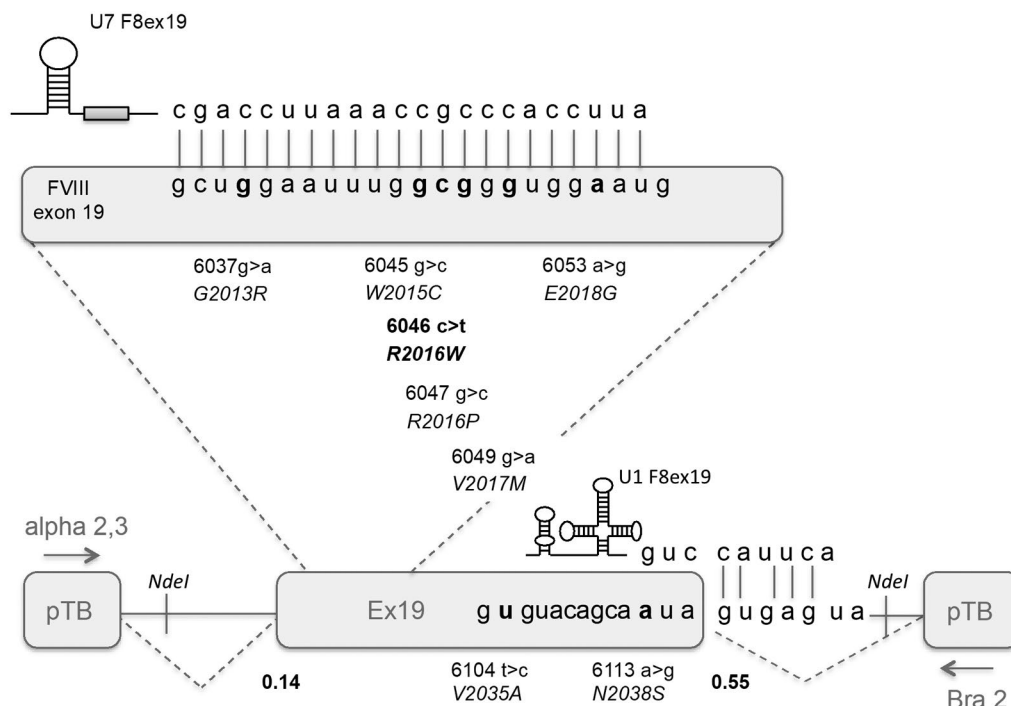 U7 F8ex19
c g a c c u u a a a c c g c c c a c c u u a
FVIII
exon 19
g c u g g a a u u u g g c g g g u g g a a u g
6037g>a
G2013R
6045 g>c
W2015C
6053 a>g
E2018G
6046 c>t
R2016W
6047 g>c
R2016P
6049 g>a
V2017M
U1 F8ex19
alpha 2,3
g u c c a u u c a
NdeI
NdeI
pTB
Ex19
g u guacagca a u a
g u g a g u a
pTB
0.14
6104 t>c
V2035A
6113 a>g
N2038S
0.55
Bra 2